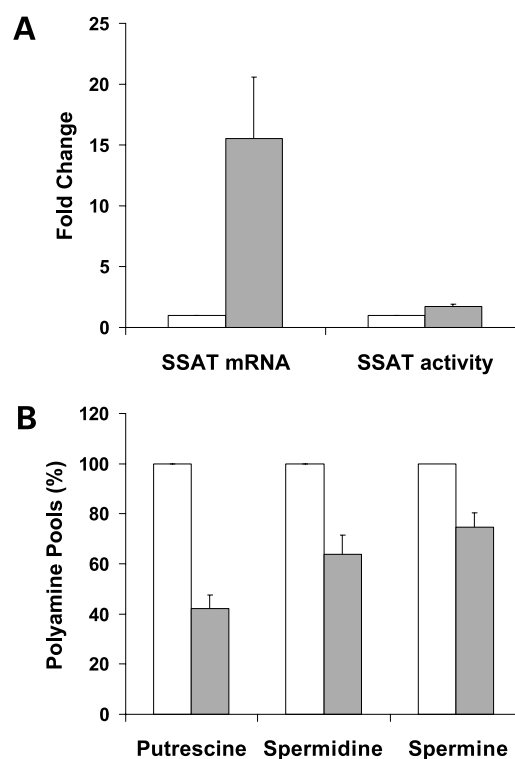 A
25
20
15
10
5
0
Fold Change
SSAT mRNA SSAT activity
B
120
100
80
60
40
20
0
Polyamine Pools (%)
Putrescine Spermidine Spermine